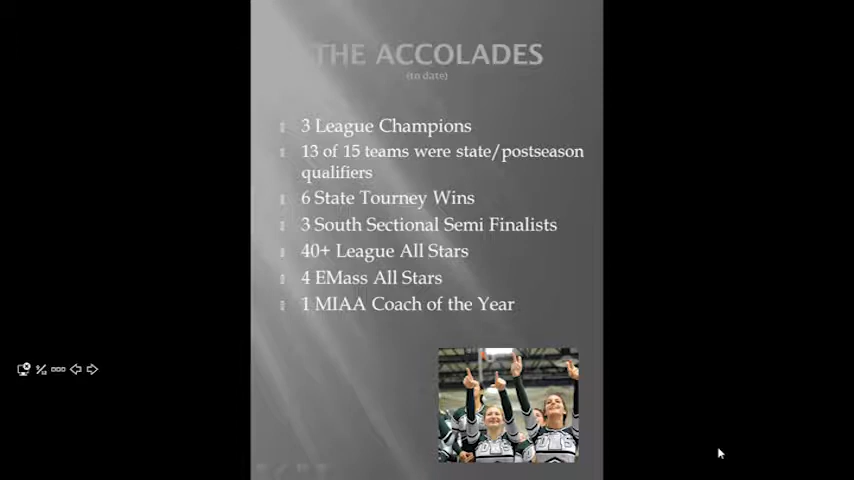 THE ACCOLADES
(to date)
3 League Champions
13 of 15 teams were state/postseason
qualifiers
6 State Tourney Wins
3 South Sectional Semi Finalists
40+ League All Stars
4 EMass All Stars
1 MIAA Coach of the Year